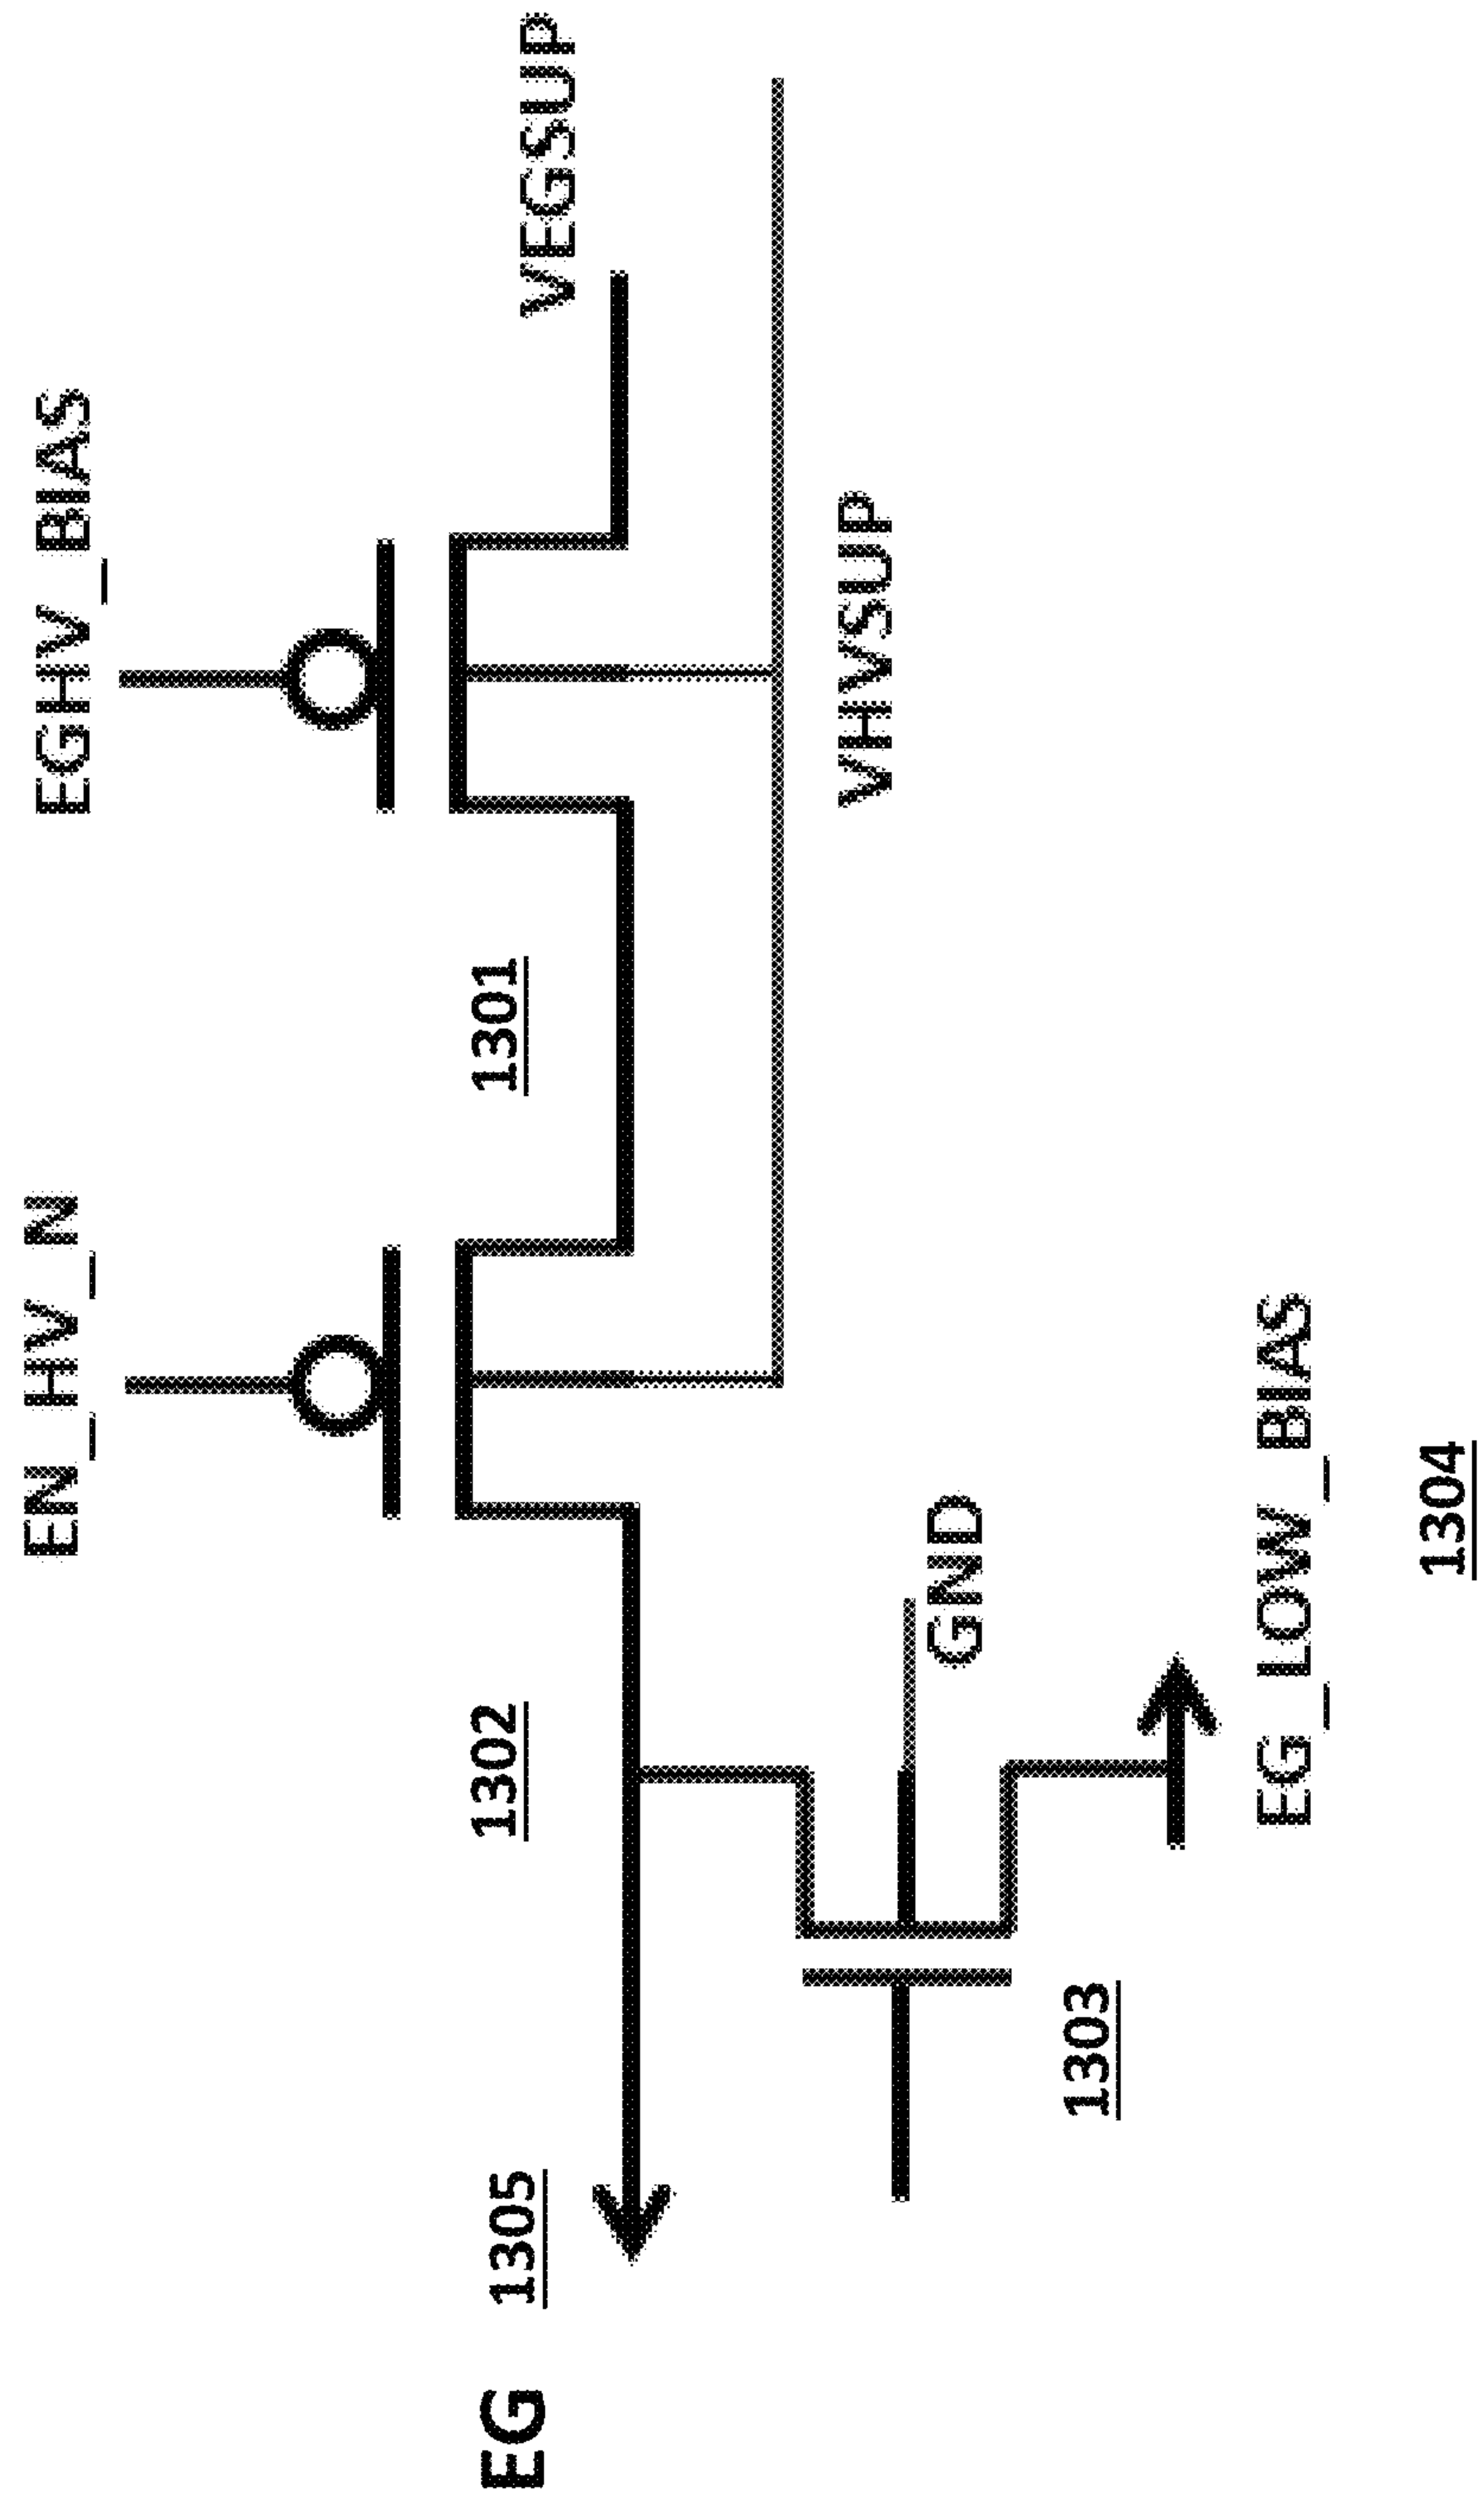 EG 1305
EN_HV_N
1302
EGHV_BIAS
1301
VEGSUP
VHVSUP
GND
1303
EG_LOW_BIAS
1304